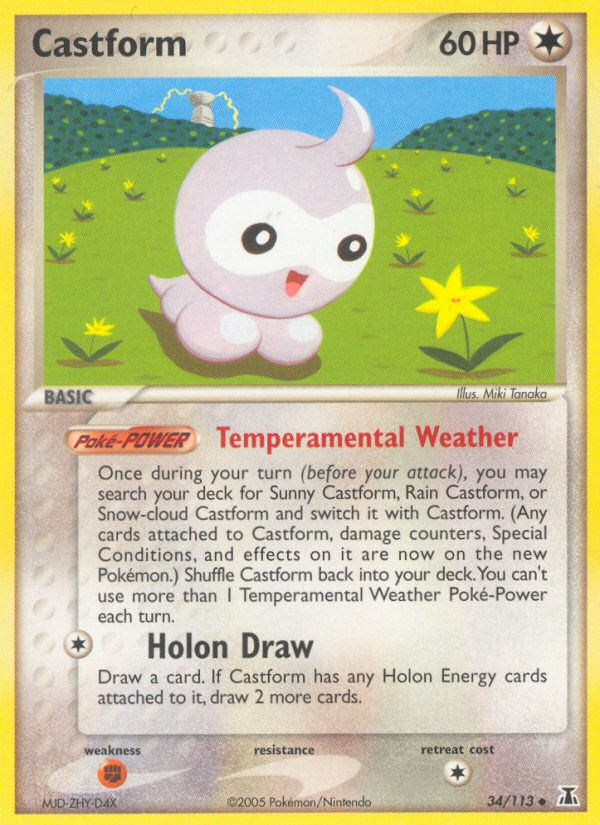 Castform 60 HP
BASIC
Illus. Miki Tanaka
Poké-POWER Temperamental Weather
Once during your turn (before your attack), you may
search your deck for Sunny Castform, Rain Castform, or
Snow-cloud Castform and switch it with Castform. (Any
cards attached to Castform, damage counters, Special
Conditions, and effects on it are now on the new
Pokémon.) Shuffle Castform back into your deck. You can't
use more than 1 Temperamental Weather Poké-Power
each turn.
Holon Draw
Draw a card. If Castform has any Holon Energy cards
attached to it, draw 2 more cards.
weakness resistance retreat cost
MJD-ZHY-D4X ©2005 Pokémon/Nintendo 34/113